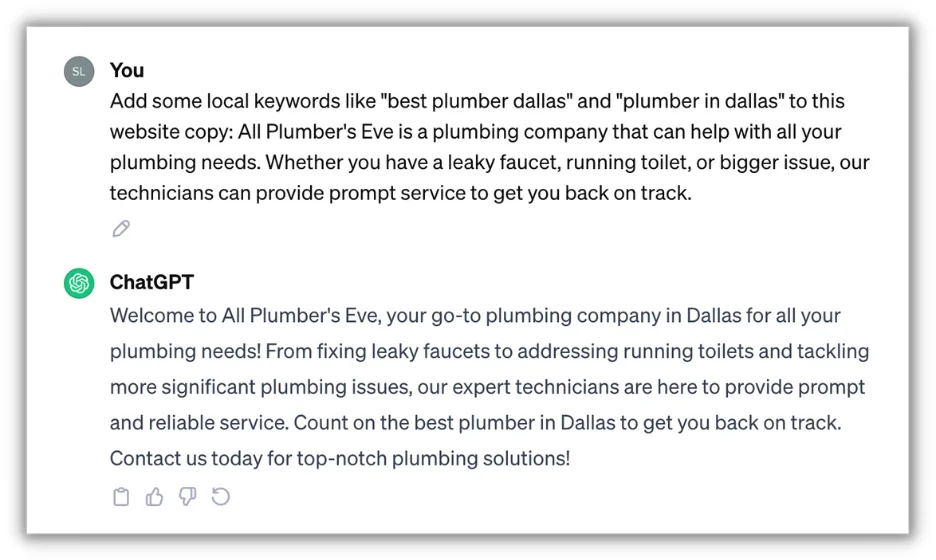 SL
You
Add some local keywords like "best plumber dallas" and "plumber in dallas" to this
website copy: All Plumber's Eve is a plumbing company that can help with all your
plumbing needs. Whether you have a leaky faucet, running toilet, or bigger issue, our
technicians can provide prompt service to get you back on track.
ChatGPT
Welcome to All Plumber's Eve, your go-to plumbing company in Dallas for all your
plumbing needs! From fixing leaky faucets to addressing running toilets and tackling
more significant plumbing issues, our expert technicians are here to provide prompt
and reliable service. Count on the best plumber in Dallas to get you back on track.
Contact us today for top-notch plumbing solutions!